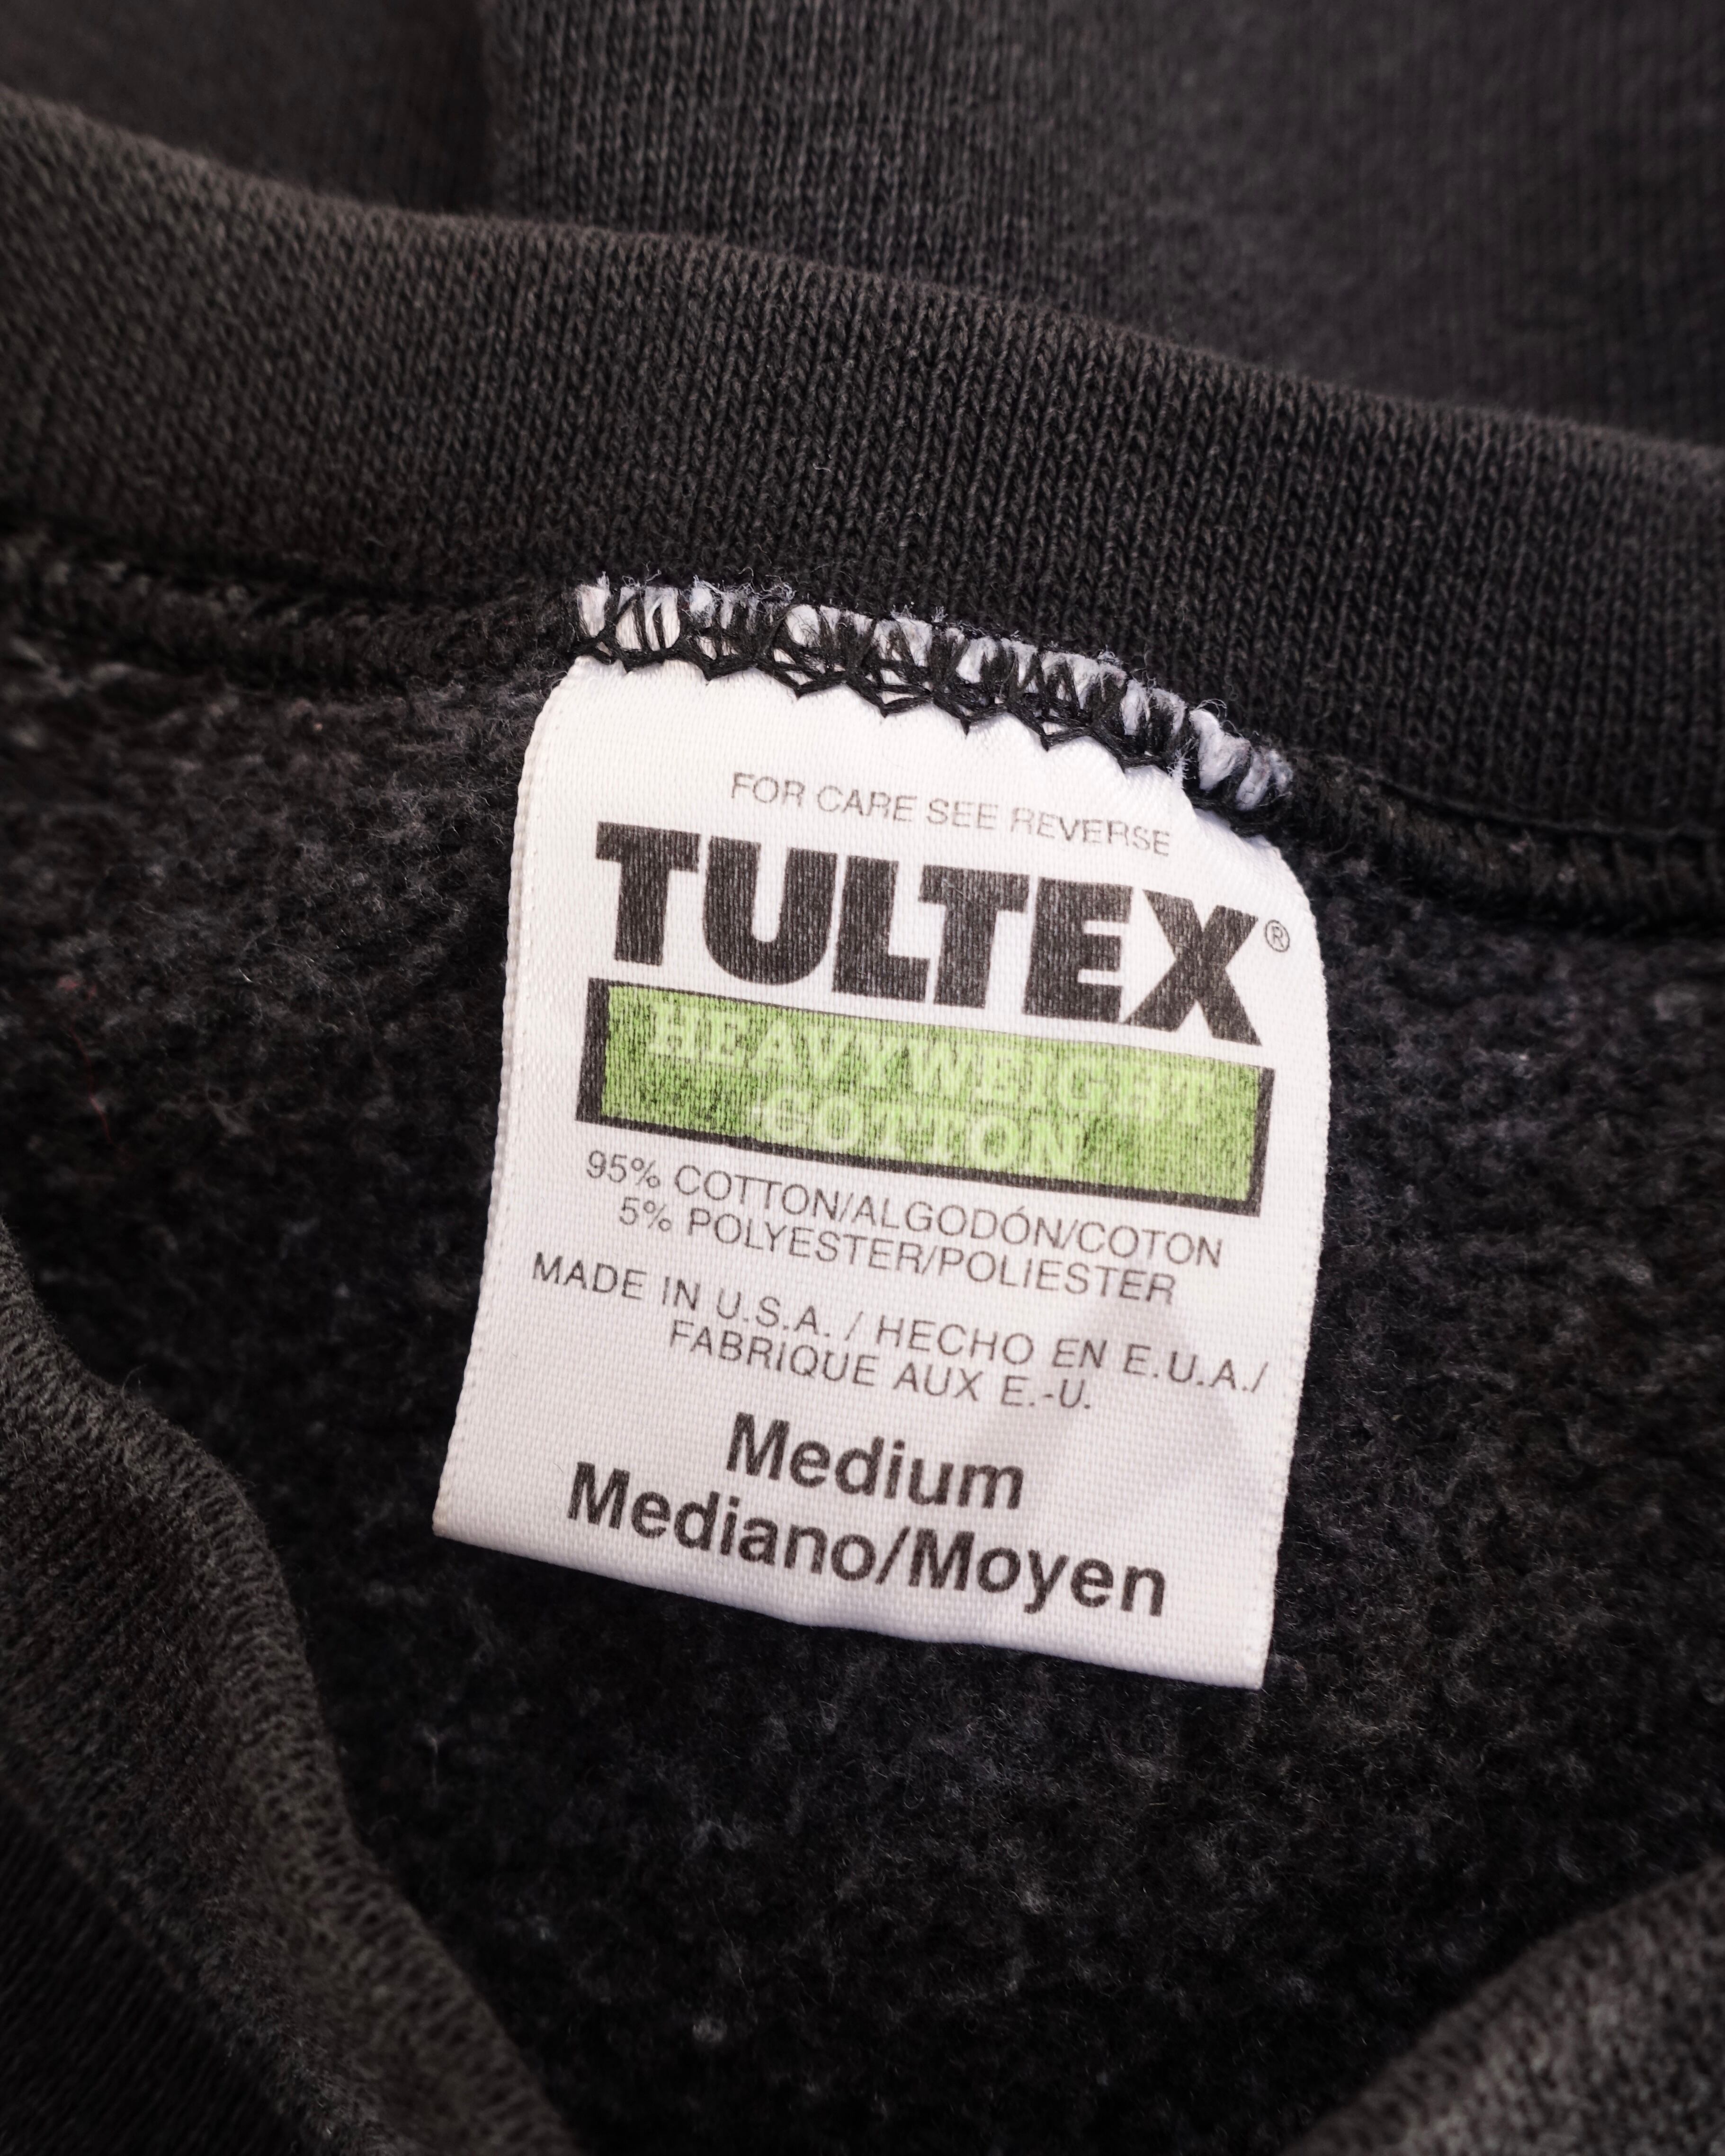 FOR CARE SEE REVERSE
TULTEX®
HEAVYWEIGHT
COTTON
95% COTTON/ALGODÓN/COTON
5% POLYESTER/POLIESTER
MADE IN U.S.A. / HECHO EN E.U.A./
FABRIQUE AUX E.-U.
Medium
Mediano/Moyen